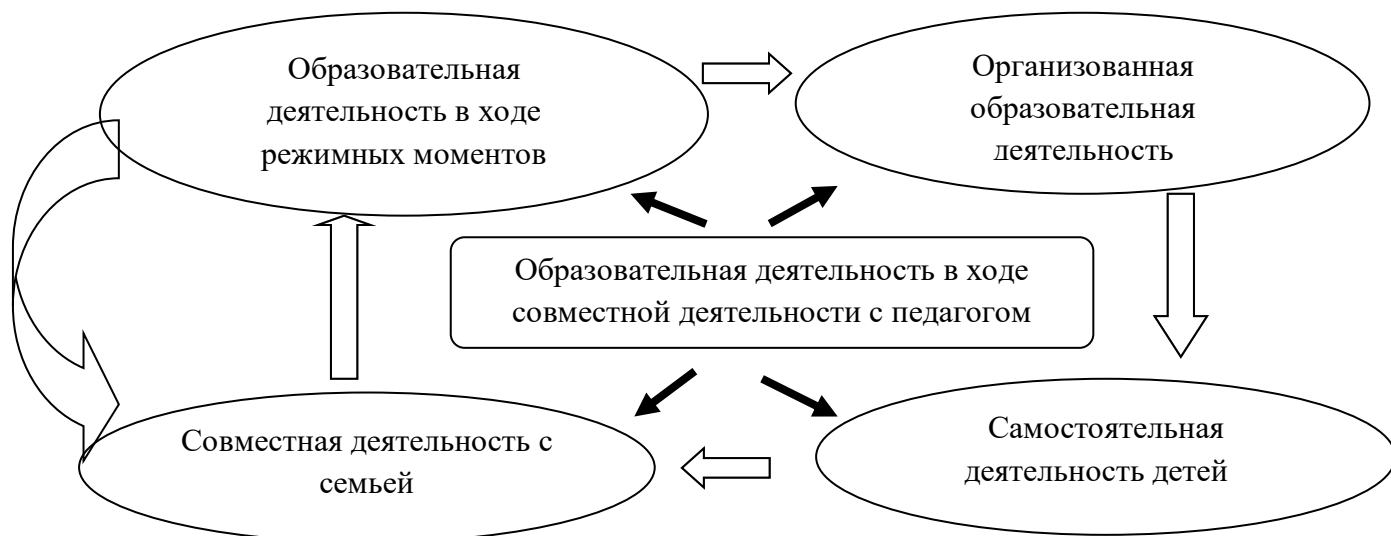 Образовательная
деятельность в ходе
режимных моментов
Организованная
образовательная
деятельность
Образовательная деятельность в ходе
совместной деятельности с педагогом
Совместная деятельность с
семьей
Самостоятельная
деятельность детей